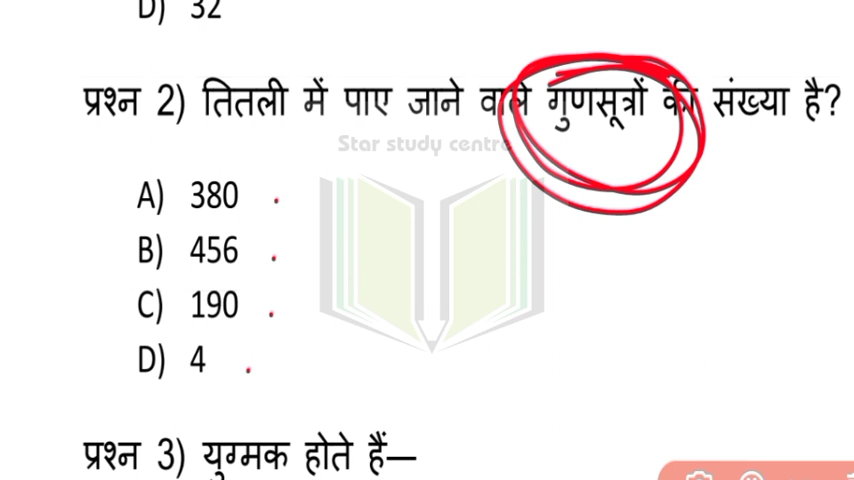 D) 32
प्रश्न 2) तितली में पाए जाने वाले गुणसूत्रों की संख्या है?
Star study centre
A) 380
B) 456
C) 190
D) 4
प्रश्न 3) युग्मक होते हैं—